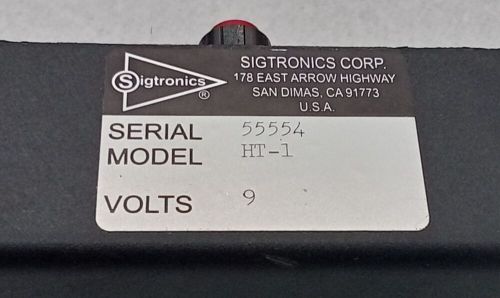 Sigtronics ®
SIGTRONICS CORP.
178 EAST ARROW HIGHWAY
SAN DIMAS, CA 91773
U.S.A.
SERIAL 55554
MODEL HT-1
VOLTS 9